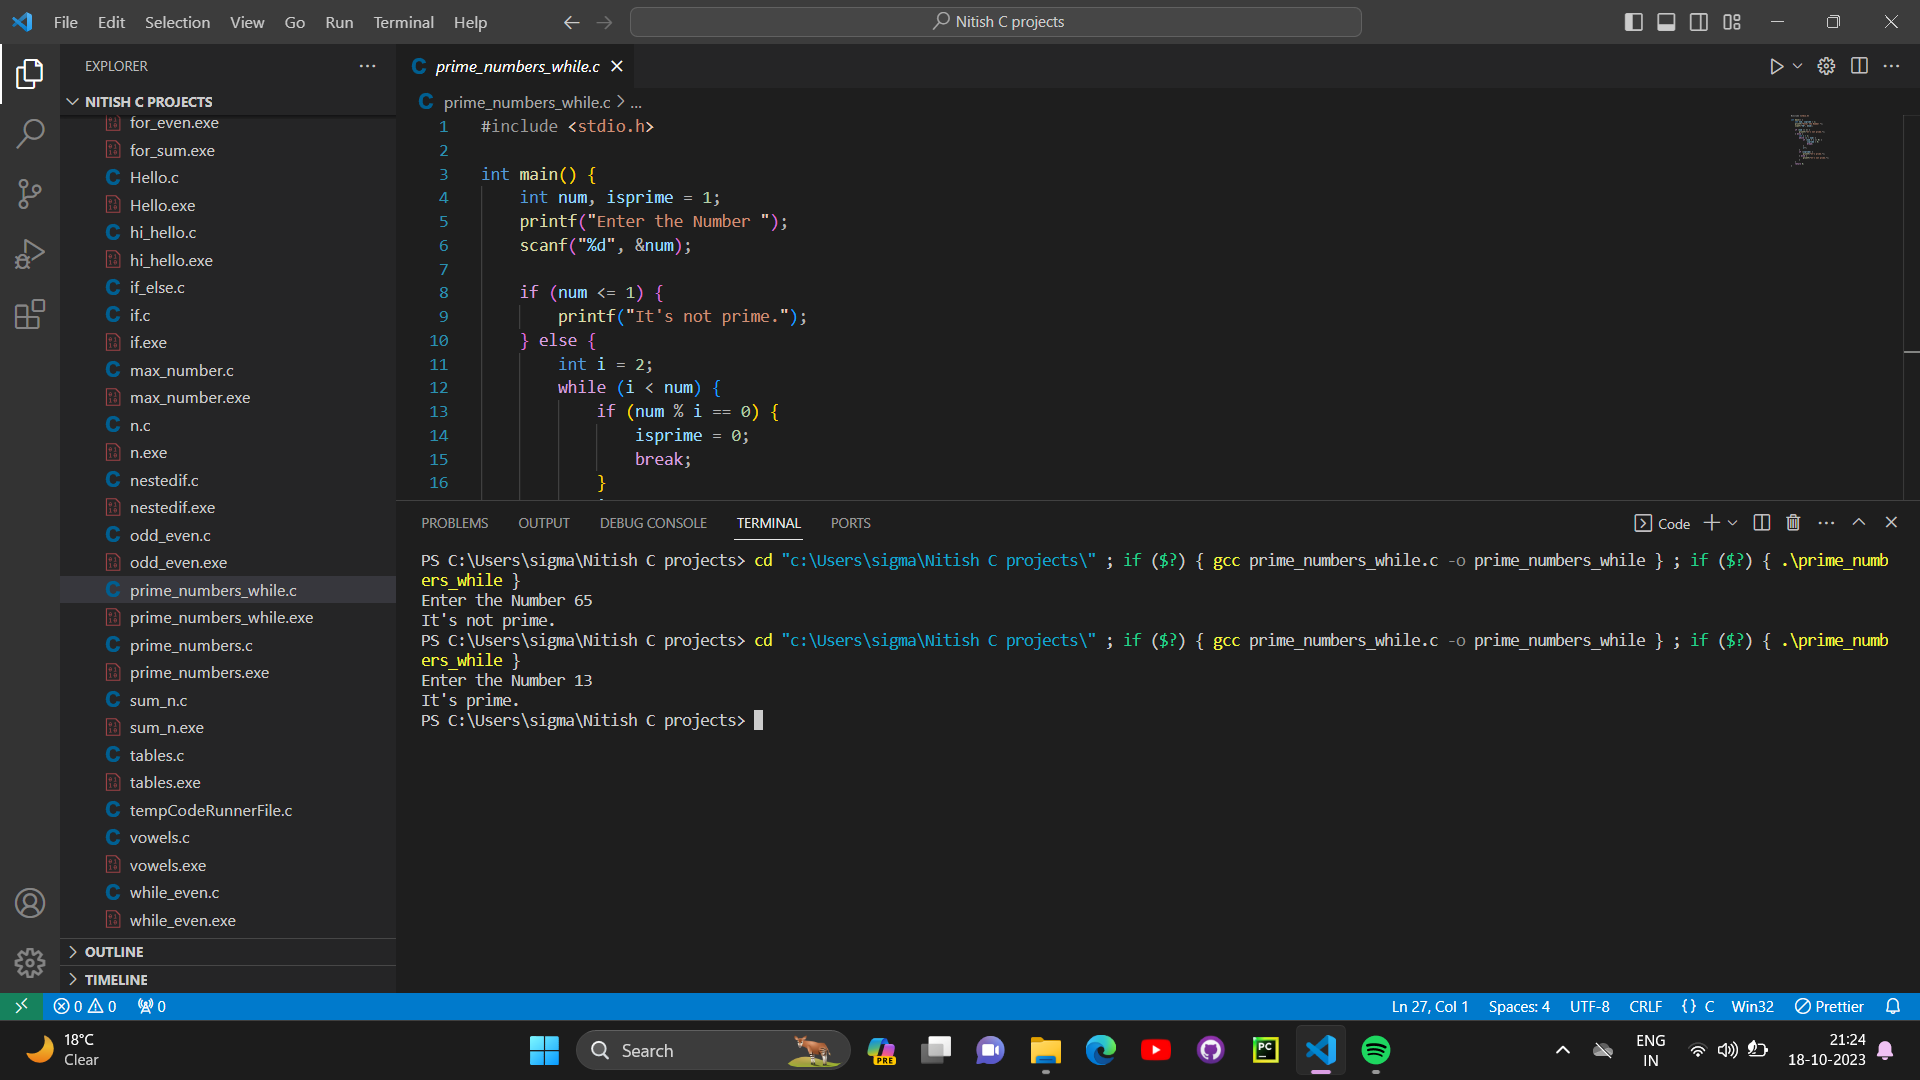 File Edit Selection View Go Run Terminal Help
Nitish C projects
EXPLORER
NITISH C PROJECTS
for_even.exe
for_sum.exe
Hello.c
Hello.exe
hi_hello.c
hi_hello.exe
if_else.c
if.c
if.exe
max_number.c
max_number.exe
n.c
n.exe
nestedif.c
nestedif.exe
odd_even.c
odd_even.exe
prime_numbers_while.c
prime_numbers_while.exe
prime_numbers.c
prime_numbers.exe
sum_n.c
sum_n.exe
tables.c
tables.exe
tempCodeRunnerFile.c
vowels.c
vowels.exe
while_even.c
while_even.exe
OUTLINE
TIMELINE
C prime_numbers_while.c
C prime_numbers_while.c > ...
1 #include <stdio.h>
2
3 int main() {
4 int num, isprime = 1;
5 printf("Enter the Number ");
6 scanf("%d", &num);
7
8 if (num <= 1) {
9 printf("It's not prime.");
10 } else {
11 int i = 2;
12 while (i < num) {
13 if (num % i == 0) {
14 isprime = 0;
15 break;
16 }
PROBLEMS OUTPUT DEBUG CONSOLE TERMINAL PORTS
Code
PS C:\Users\sigma\Nitish C projects> cd "c:\Users\sigma\Nitish C projects\" ; if ($?) { gcc prime_numbers_while.c -o prime_numbers_while } ; if ($?) { .\prime_numb
ers_while }
Enter the Number 65
It's not prime.
PS C:\Users\sigma\Nitish C projects> cd "c:\Users\sigma\Nitish C projects\" ; if ($?) { gcc prime_numbers_while.c -o prime_numbers_while } ; if ($?) { .\prime_numb
ers_while }
Enter the Number 13
It's prime.
PS C:\Users\sigma\Nitish C projects>
0 0 0
Ln 27, Col 1 Spaces: 4 UTF-8 CRLF {} C Win32 Prettier
18°C
Clear
Search
PRE
PC
ENG
IN
21:24
18-10-2023